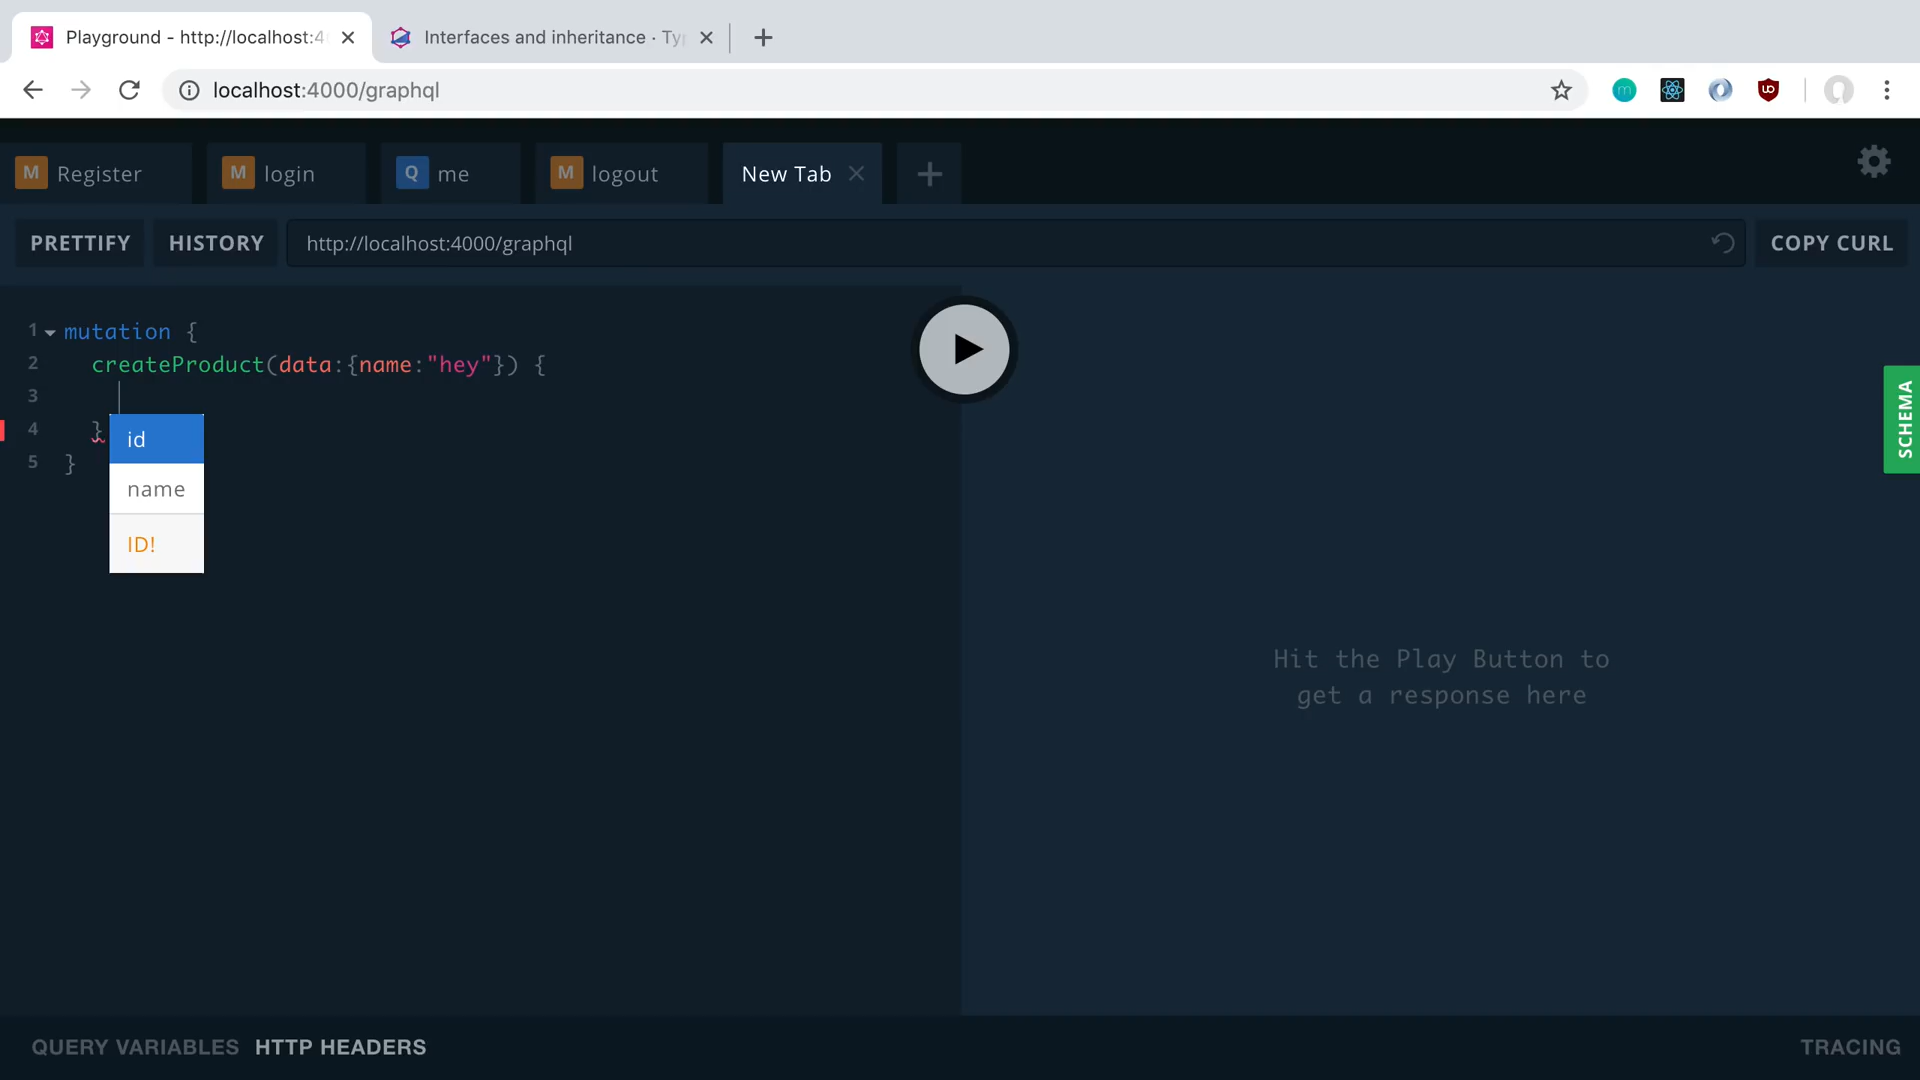 Playground - http://localhost:4
Interfaces and inheritance · Ty
localhost:4000/graphql
M Register
M login
Q me
M logout
New Tab
PRETTIFY
HISTORY
http://localhost:4000/graphql
COPY CURL
1 mutation {
2 createProduct(data:{name:"hey"}) {
3
4 }
5 }
id
name
ID!
SCHEMA
Hit the Play Button to
get a response here
QUERY VARIABLES
HTTP HEADERS
TRACING